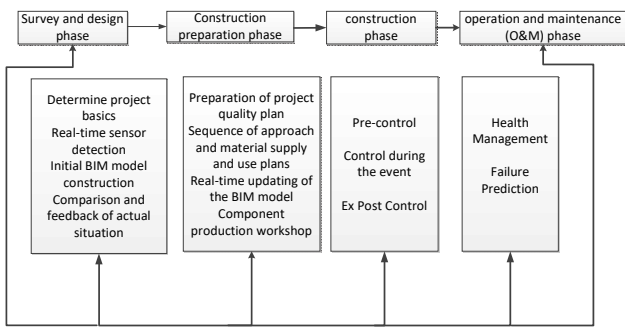 Survey and design
phase
Construction
preparation phase
construction
phase
operation and maintenance
(O&M) phase
Determine project
basics
Real-time sensor
detection
Initial BIM model
construction
Comparison and
feedback of actual
situation
Preparation of project
quality plan
Sequence of approach
and material supply
and use plans
Real-time updating of
the BIM model
Component
production workshop
Pre-control
Control during
the event
Ex Post Control
Health
Management
Failure
Prediction